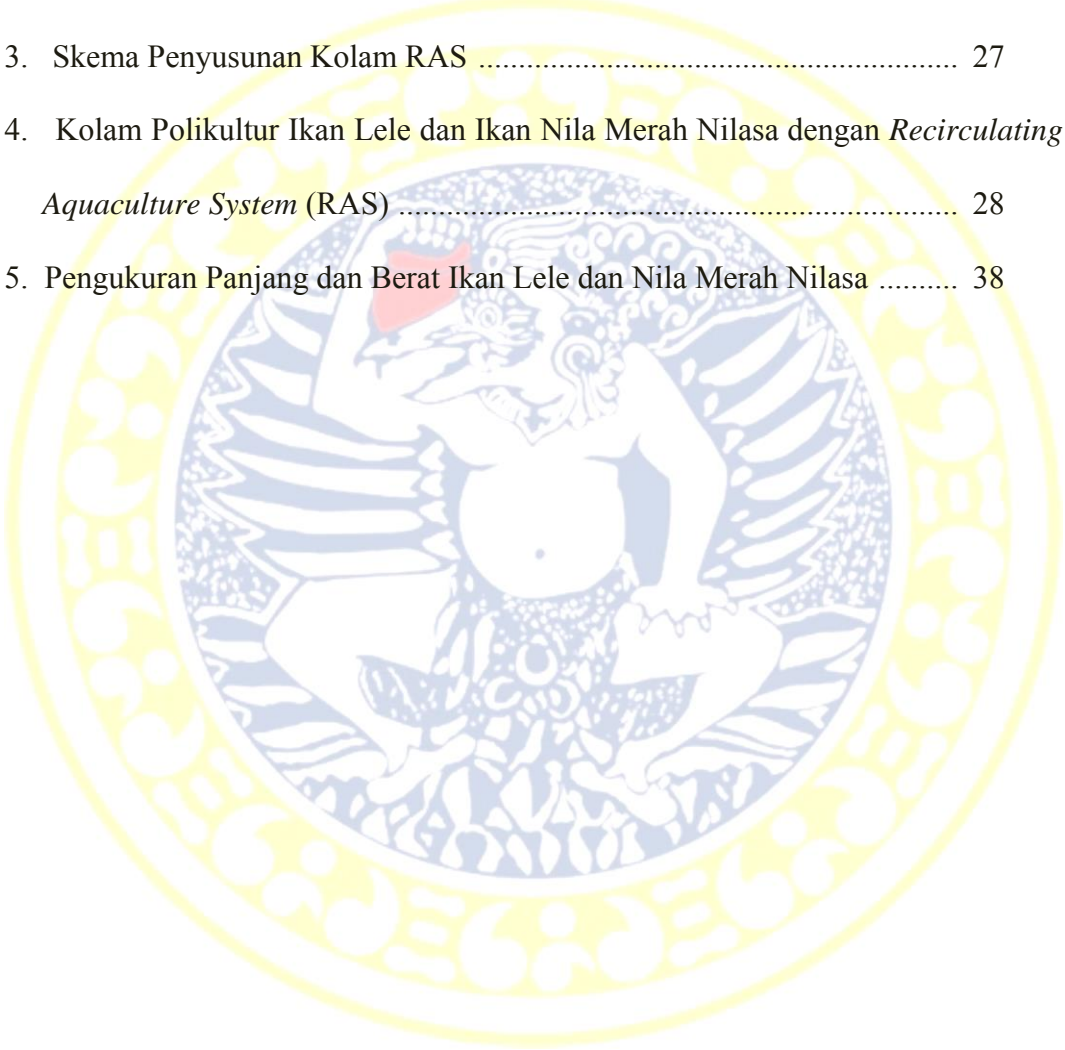 3. Skema Penyusunan Kolam RAS ............................................................ 27
4. Kolam Polikultur Ikan Lele dan Ikan Nila Merah Nilasa dengan Recirculating
Aquaculture System (RAS) ...................................................................... 28
5. Pengukuran Panjang dan Berat Ikan Lele dan Nila Merah Nilasa .......... 38